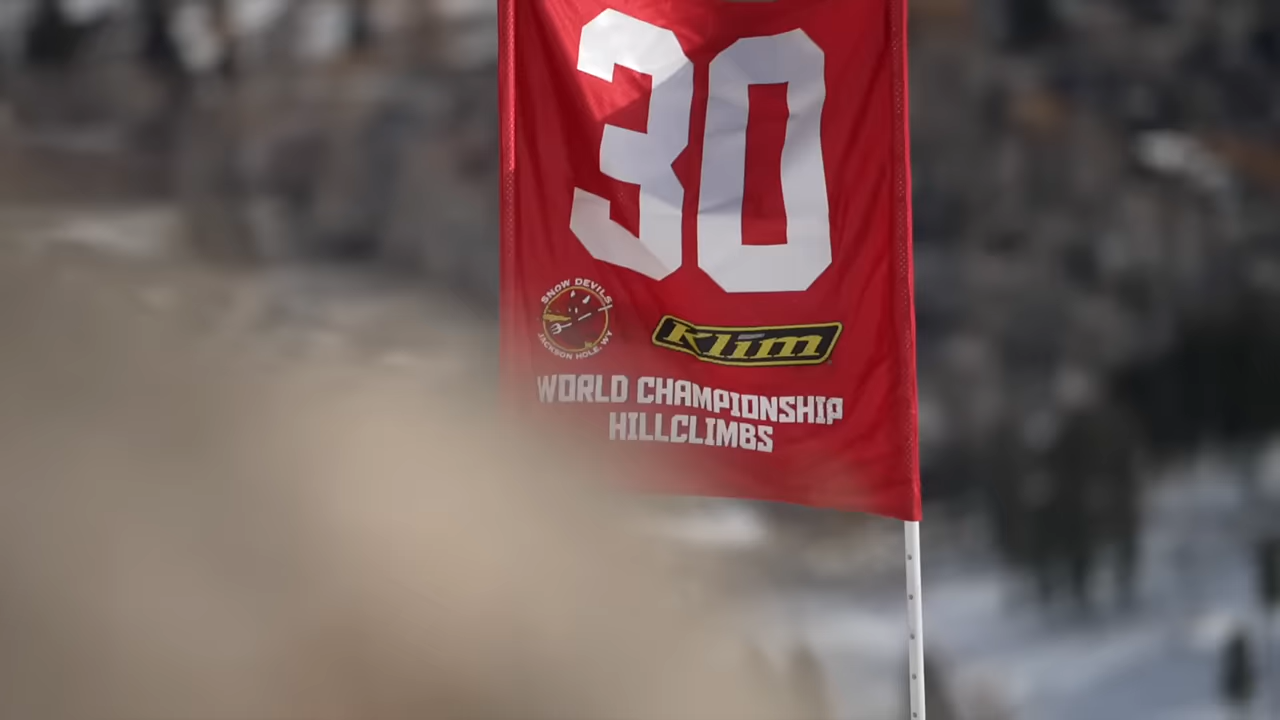 30
SNOW DEVILS
JACKSON HOLE, WY
Klim
WORLD CHAMPIONSHIP
HILLCLIMBS